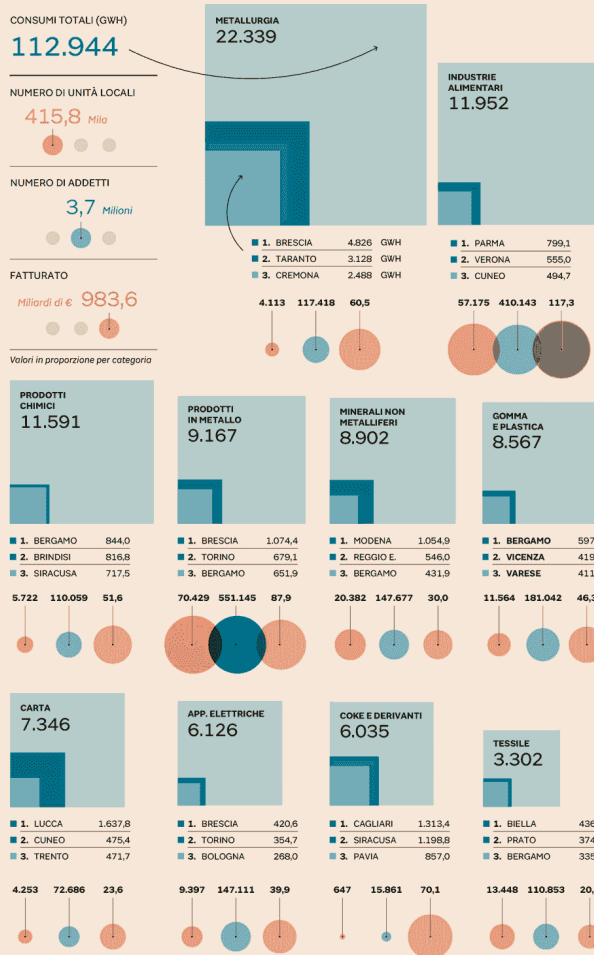 CONSUMI TOTALI (GWH)
112.944
NUMERO DI UNITÀ LOCALI
415,8 Mila
NUMERO DI ADDETTI
3,7 Milioni
FATTURATO
Miliardi di € 983,6
Valori in proporzione per categoria
METALLURGIA
22.339
1. BRESCIA 4.826 GWH
2. TARANTO 3.128 GWH
3. CREMONA 2.488 GWH
4.113 117.418 60,5
INDUSTRIE
ALIMENTARI
11.952
1. PARMA 799,1
2. VERONA 555,0
3. CUNEO 494,7
57.175 410.143 117,3
PRODOTTI
CHIMICI
11.591
1. BERGAMO 844,0
2. BRINDISI 816,8
3. SIRACUSA 717,5
5.722 110.059 51,6
PRODOTTI
IN METALLO
9.167
1. BRESCIA 1.074,4
2. TORINO 679,1
3. BERGAMO 651,9
70.429 551.145 87,9
MINERALI NON
METALLIFERI
8.902
1. MODENA 1.054,9
2. REGGIO E. 546,0
3. BERGAMO 431,9
20.382 147.677 30,0
GOMMA
E PLASTICA
8.567
1. BERGAMO 597
2. VICENZA 419
3. VARESE 411
11.564 181.042 46,3
CARTA
7.346
1. LUCCA 1.637,8
2. CUNEO 475,4
3. TRENTO 471,7
4.253 72.686 23,6
APP. ELETTRICHE
6.126
1. BRESCIA 420,6
2. TORINO 354,7
3. BOLOGNA 268,0
9.397 147.111 39,9
COKE E DERIVANTI
6.035
1. CAGLIARI 1.313,4
2. SIRACUSA 1.198,8
3. PAVIA 857,0
647 15.861 70,1
TESSILE
3.302
1. BIELLA 436
2. PRATO 374
3. BERGAMO 335
13.448 110.853 20,